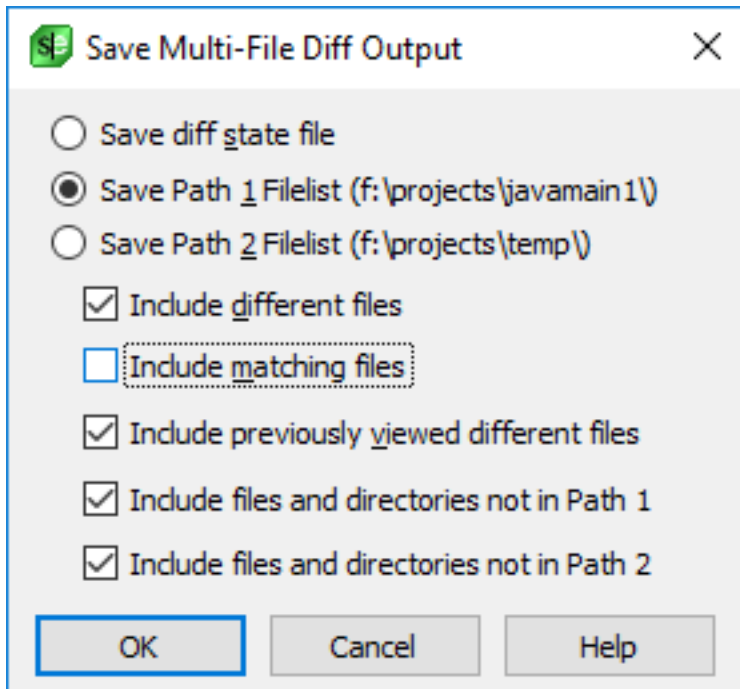 Save Multi-File Diff Output
Save diff state file
Save Path 1 Filelist (f:\projects\javamain1\)
Save Path 2 Filelist (f:\projects\temp\)
Include different files
Include matching files
Include previously viewed different files
Include files and directories not in Path 1
Include files and directories not in Path 2
OK Cancel Help